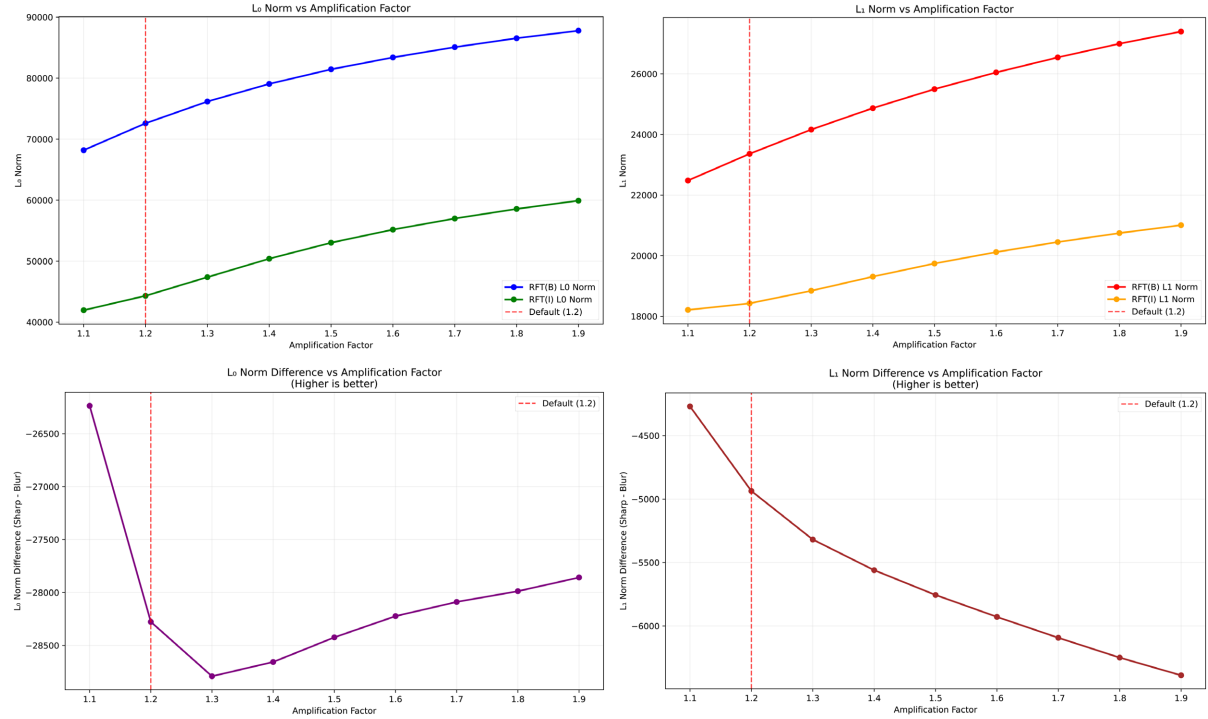 L₀ Norm vs Amplification Factor
90000
80000
70000
60000
50000
40000
L₀ Norm
RFT(B) L0 Norm
RFT(I) L0 Norm
Default (1.2)
1.1 1.2 1.3 1.4 1.5 1.6 1.7 1.8 1.9
Amplification Factor
L₁ Norm vs Amplification Factor
26000
24000
22000
20000
18000
L₁ Norm
RFT(B) L1 Norm
RFT(I) L1 Norm
Default (1.2)
1.1 1.2 1.3 1.4 1.5 1.6 1.7 1.8 1.9
Amplification Factor
L₀ Norm Difference vs Amplification Factor
(Higher is better)
Default (1.2)
−26500
−27000
−27500
−28000
−28500
L₀ Norm Difference (Sharp - Blur)
1.1 1.2 1.3 1.4 1.5 1.6 1.7 1.8 1.9
Amplification Factor
L₁ Norm Difference vs Amplification Factor
(Higher is better)
Default (1.2)
−4500
−5000
−5500
−6000
L₁ Norm Difference (Sharp - Blur)
1.1 1.2 1.3 1.4 1.5 1.6 1.7 1.8 1.9
Amplification Factor